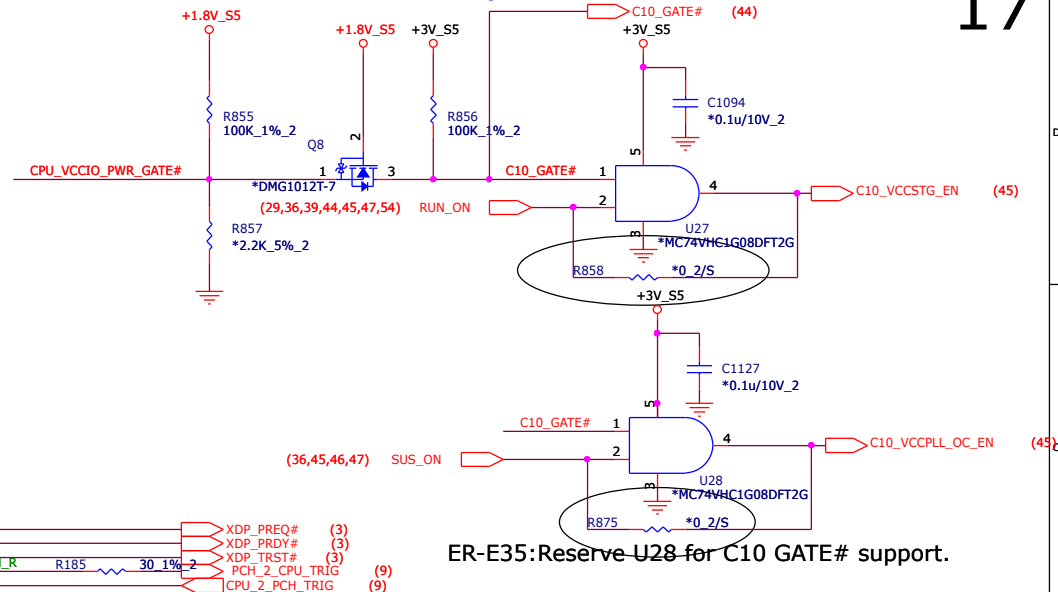 17
C10_GATE# (44)
+1.8V_S5
+1.8V_S5
+3V_S5
+3V_S5
R855
100K_1%_2
R856
100K_1%_2
C1094
*0.1u/10V_2
Q8
2
5
CPU_VCCIO_PWR_GATE#
1
3
C10_GATE#
1
*DMG1012T-7
4
C10_VCCSTG_EN (45)
(29,36,39,44,45,47,54) RUN_ON
2
R857
*2.2K_5%_2
3
U27
*MC74VHC1G08DFT2G
R858
*0_2/S
+3V_S5
C1127
*0.1u/10V_2
5
C10_GATE#
1
4
C10_VCCPLL_OC_EN (45)
(36,45,46,47) SUS_ON
2
3
U28
*MC74VHC1G08DFT2G
R875
*0_2/S
XDP_PREQ# (3)
XDP_PRDY# (3)
XDP_TRST# (3)
R185
30_1%_2
PCH_2_CPU_TRIG (9)
CPU_2_PCH_TRIG (9)
ER-E35:Reserve U28 for C10 GATE# support.